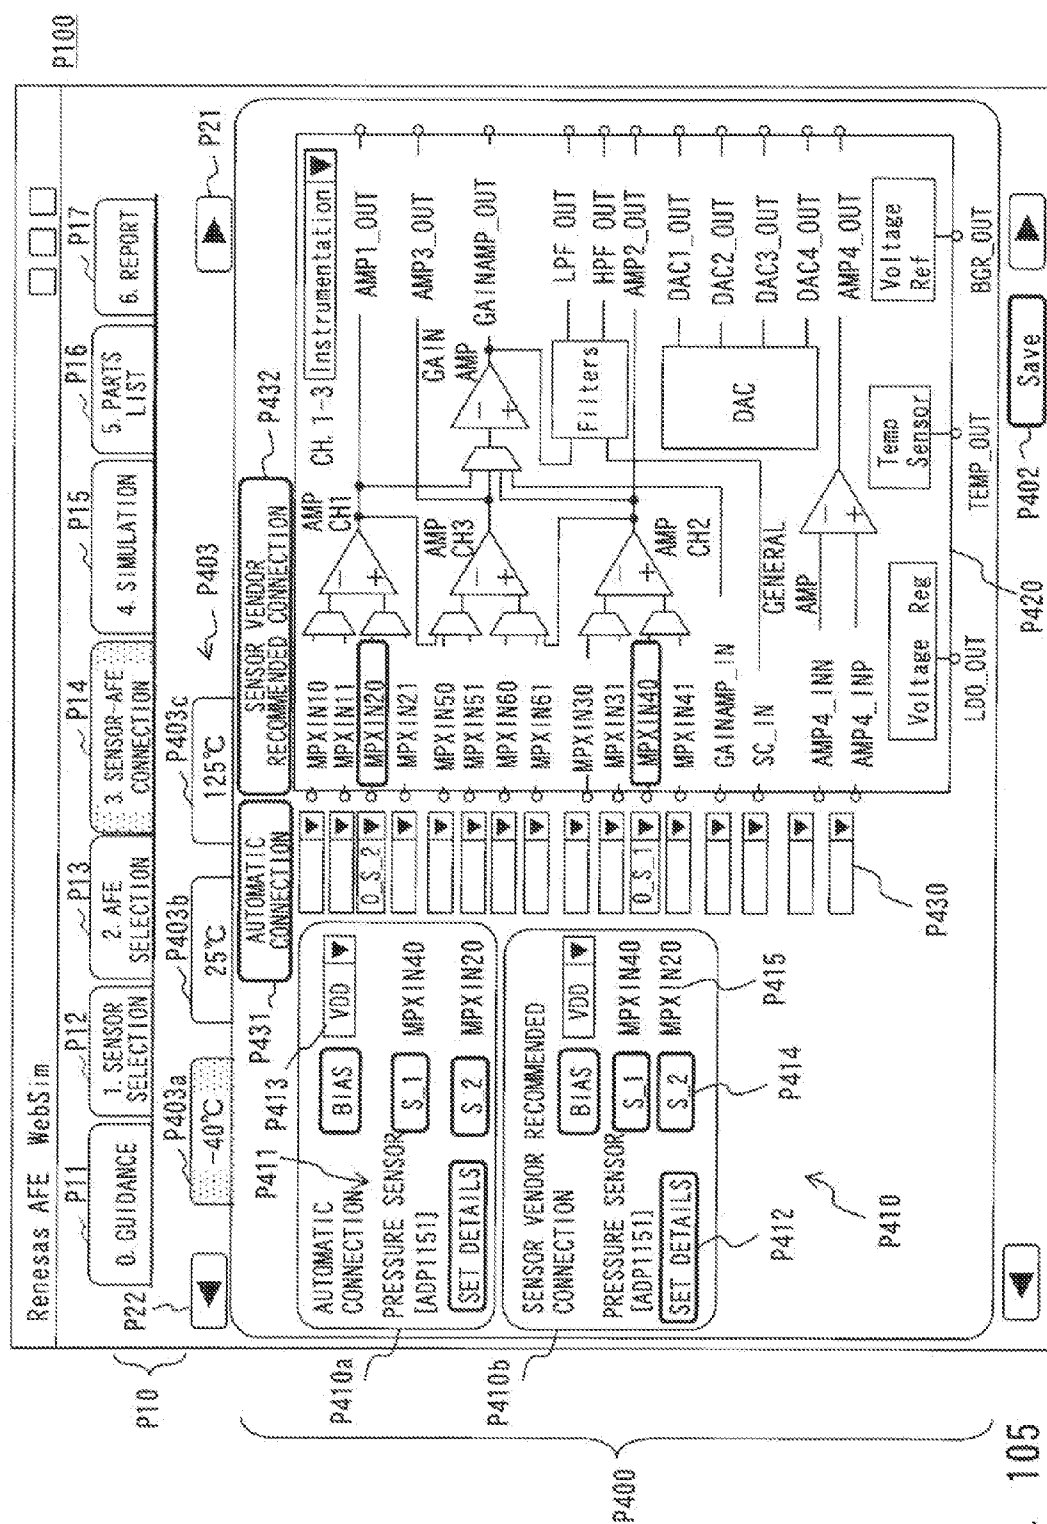 P100
Renesas AFE WebSim
P10
P11
P12
P13
P14
P15
P16
P17
0. GUIDANCE
1. SENSOR
SELECTION
2. AFE
SELECTION
3. SENSOR-AFE
CONNECTION
4. SIMULATION
5. PARTS
LIST
6. REPORT
P22
P403a
P403b
P403c
P403
P21
-40°C
25°C
125°C
P431
AUTOMATIC
CONNECTION
SENSOR VENDOR
RECOMMENDED CONNECTION
P432
P411
P413
P410a
AUTOMATIC
CONNECTION
BIAS
VDD
PRESSURE SENSOR
[ADP1151]
S_1
MPXIN40
SET DETAILS
S_2
MPXIN20
P410b
SENSOR VENDOR RECOMMENDED
CONNECTION
BIAS
VDD
PRESSURE SENSOR
[ADP1151]
S_1
MPXIN40
SET DETAILS
S_2
MPXIN20
P412
P414
P415
P410
P400
O_S_2
O_S_1
P430
CH. 1-3
Instrumentation
MPXIN10
MPXIN11
MPXIN20
MPXIN21
MPXIN50
MPXIN51
MPXIN60
MPXIN61
MPXIN30
MPXIN31
MPXIN40
MPXIN41
GAINAMP_IN
SC_IN
AMP4_INN
AMP4_INP
AMP
CH1
AMP
CH3
AMP
CH2
GAIN
AMP
GENERAL
AMP
Filters
DAC
AMP1_OUT
AMP3_OUT
GAINAMP_OUT
LPF_OUT
HPF_OUT
AMP2_OUT
DAC1_OUT
DAC2_OUT
DAC3_OUT
DAC4_OUT
AMP4_OUT
Voltage Reg
Temp
Sensor
Voltage
Ref
LDO_OUT
TEMP_OUT
BGR_OUT
P420
P402
Save
105